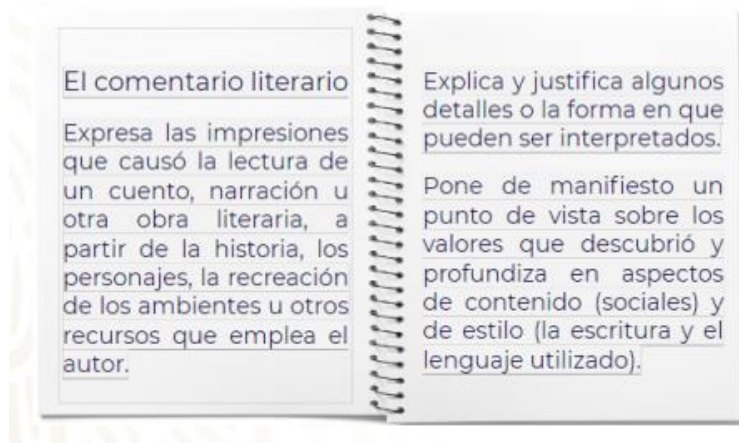 El comentario literario
Expresa las impresiones
que causó la lectura de
un cuento, narración u
otra obra literaria, a
partir de la historia, los
personajes, la recreación
de los ambientes u otros
recursos que emplea el
autor.
Explica y justifica algunos
detalles o la forma en que
pueden ser interpretados.
Pone de manifiesto un
punto de vista sobre los
valores que descubrió y
profundiza en aspectos
de contenido (sociales) y
de estilo (la escritura y el
lenguaje utilizado).